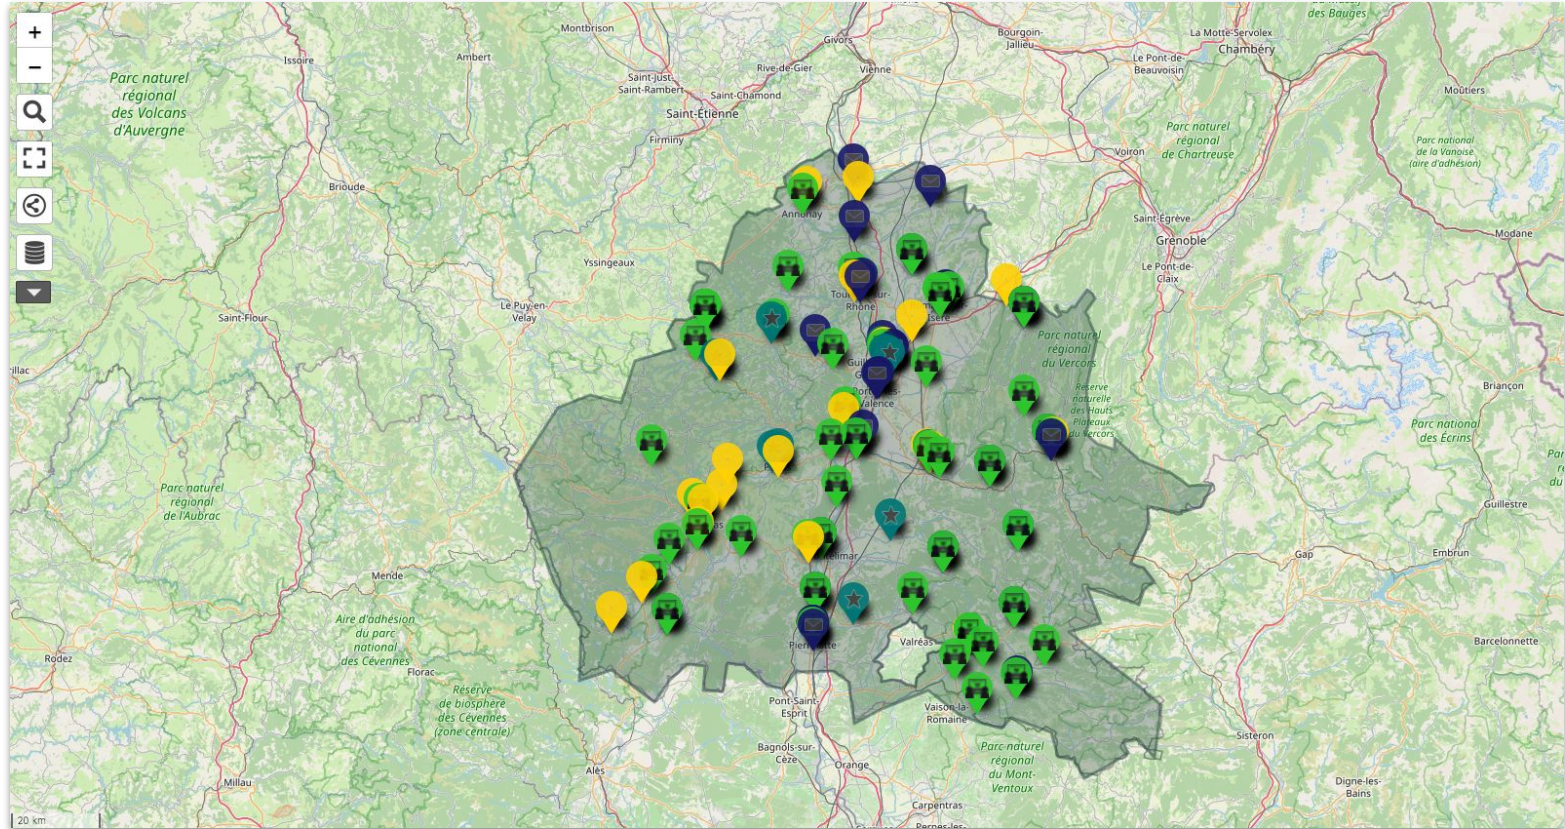 des Bauges
+
−
Montbrison
Issoire
Ambert
Givors
Bourgoin-
Jallieu
La Motte-Servolex
Chambéry
Le Pont-de-
Beauvoisin
Parc naturel
régional
des Volcans
d'Auvergne
Saint-Just-
Saint-Rambert
Rive-de-Gier
Vienne
Saint-Chamond
Saint-Étienne
Moûtiers
Firminy
Voiron
Parc naturel
régional
de Chartreuse
Parc national
de la Vanoise
(aire d'adhésion)
Brioude
Annonay
Saint-Égrève
Grenoble
Modane
Yssingeaux
Le Pont-de-
Claix
Le Puy-en-
Velay
Saint-Flour
Rhône
Parc naturel
régional
du Vercors
Briançon
Réserve
naturelle
des Hauts
Plateaux
du Vercors
Valence
Parc national
des Écrins
Parc naturel
régional
de l'Aubrac
Guillestre
Gap
Embrun
Mende
Aire d'adhésion
du parc
national
des Cévennes
Valréas
Barcelonnette
Rodez
Florac
Réserve
de biosphère
des Cévennes
(zone centrale)
Pont-Saint-
Esprit
Vaison-la-
Romaine
Sisteron
Bagnols-sur-
Cèze
Parc naturel
régional
du Mont-
Ventoux
Alès
Orange
Millau
Digne-les-
Bains
Carpentras
Pernes-les-
20 km